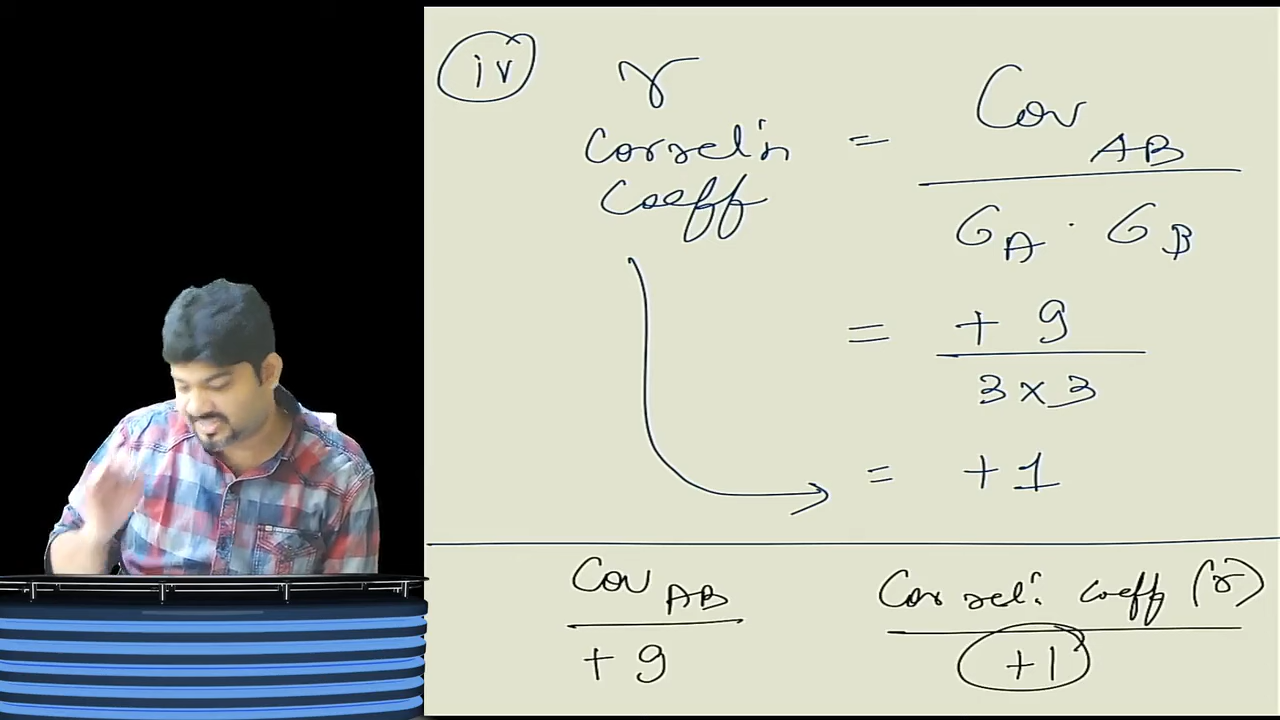 iv
r
Correl'n
Coeff
= Cov AB
σA · σB
= + 9
3 × 3
= +1
Cov AB
+ 9
Correl: coeff (r)
+1